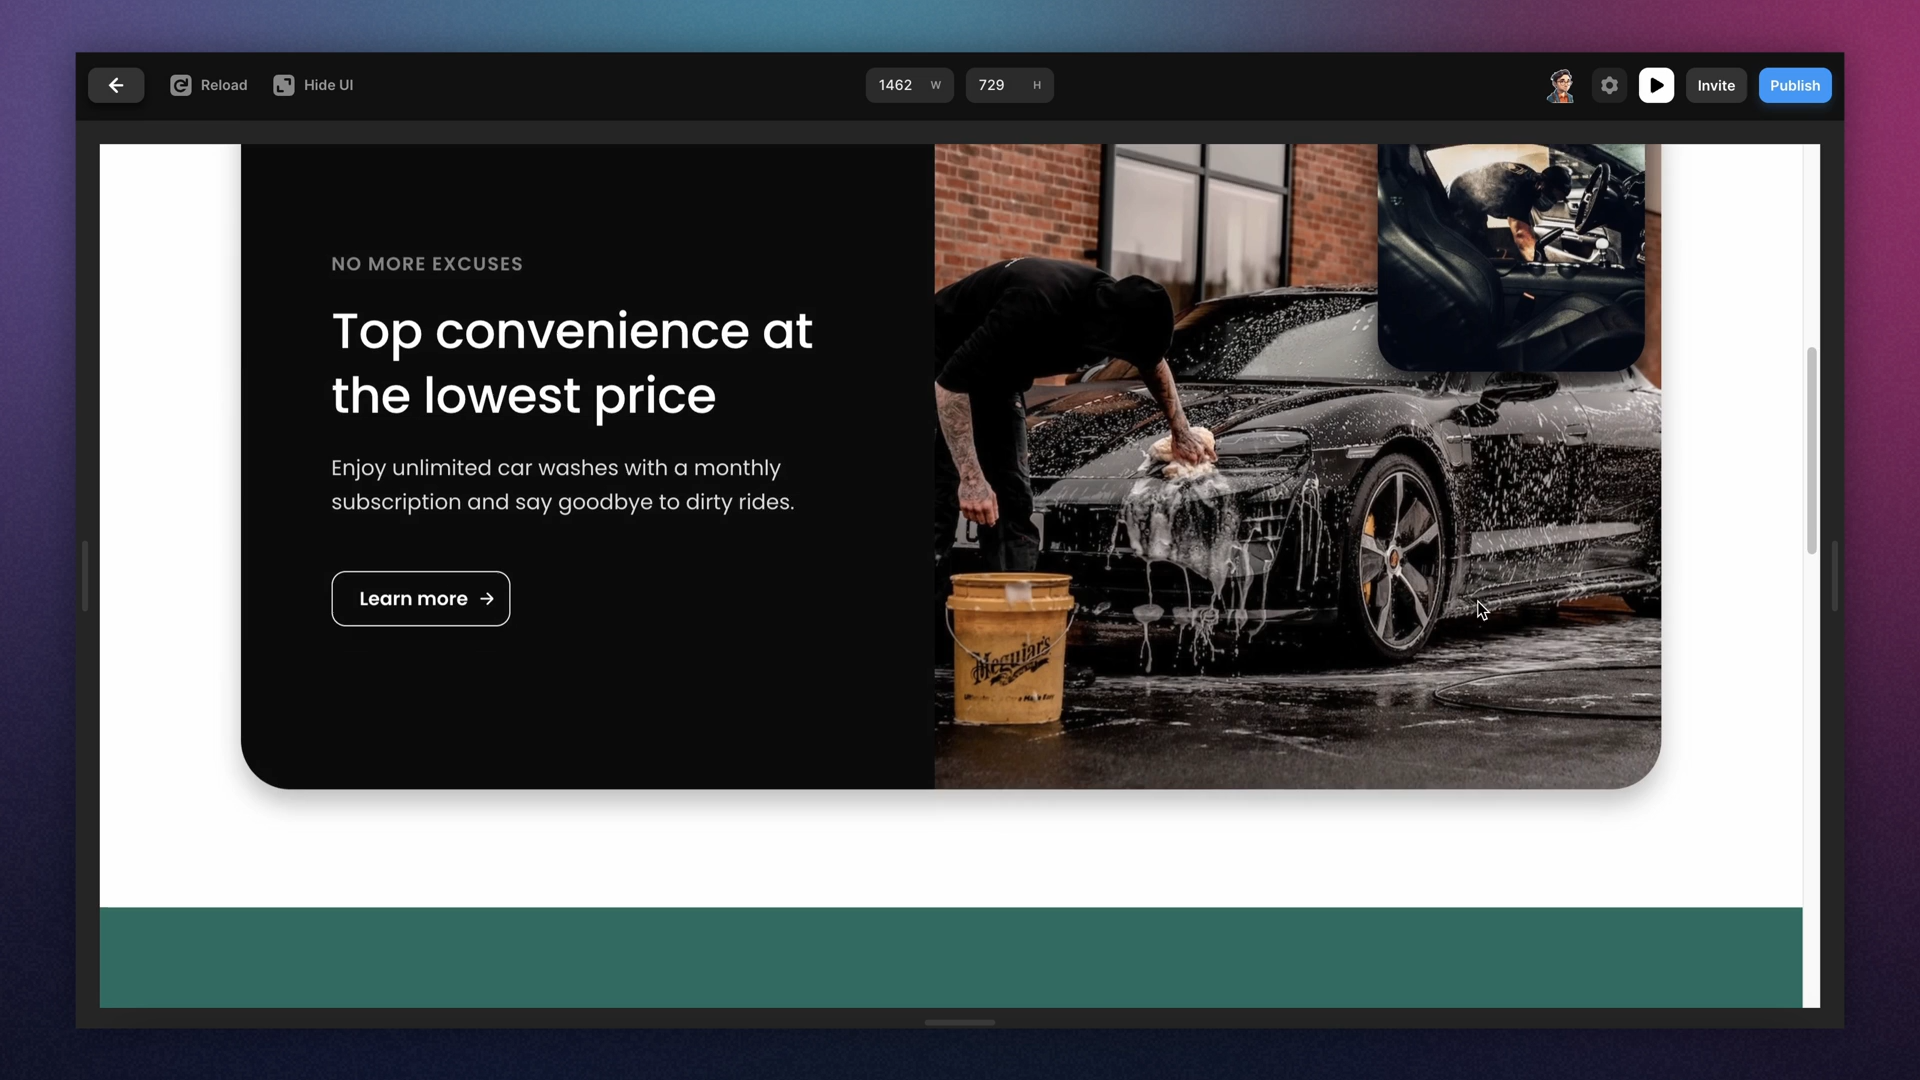 Reload
Hide UI
1462 W
729 H
Invite
Publish
NO MORE EXCUSES
Top convenience at
the lowest price
Enjoy unlimited car washes with a monthly
subscription and say goodbye to dirty rides.
Learn more →
Meguiar's